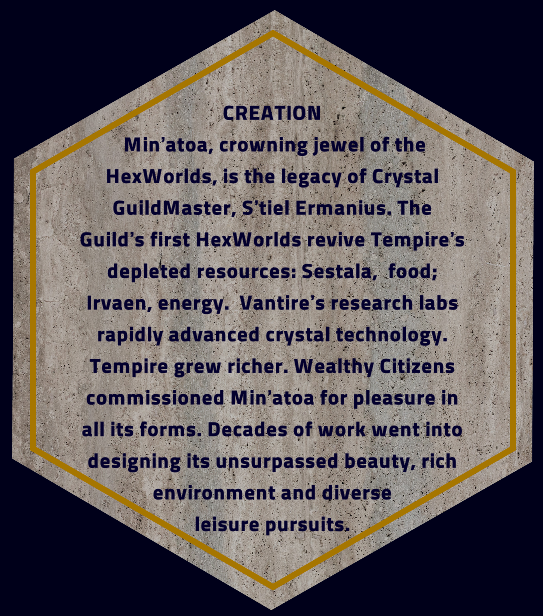 CREATION
Min'atoa, crowning jewel of the
HexWorlds, is the legacy of Crystal
GuildMaster, S'tiel Ermanius. The
Guild's first HexWorlds revive Tempire's
depleted resources: Sestala, food;
Irvaen, energy. Vantire's research labs
rapidly advanced crystal technology.
Tempire grew richer. Wealthy Citizens
commissioned Min'atoa for pleasure in
all its forms. Decades of work went into
designing its unsurpassed beauty, rich
environment and diverse
leisure pursuits.